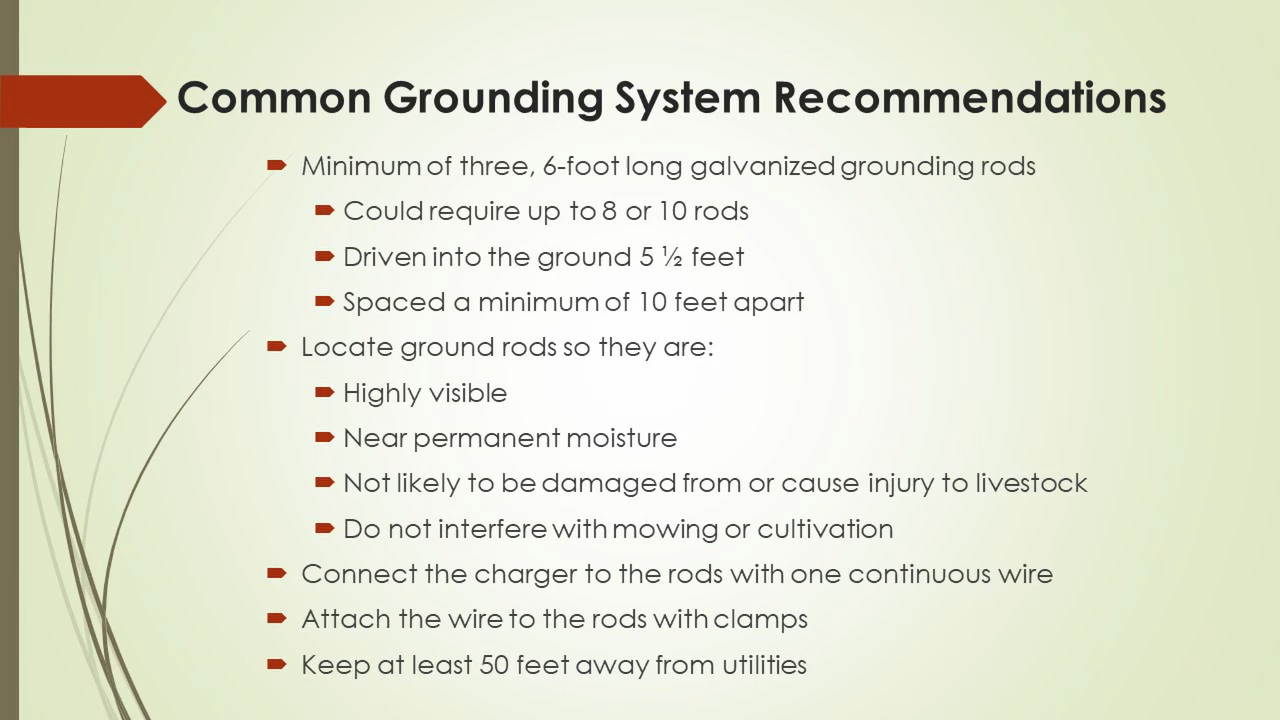 Common Grounding System Recommendations
Minimum of three, 6-foot long galvanized grounding rods
Could require up to 8 or 10 rods
Driven into the ground 5 ½ feet
Spaced a minimum of 10 feet apart
Locate ground rods so they are:
Highly visible
Near permanent moisture
Not likely to be damaged from or cause injury to livestock
Do not interfere with mowing or cultivation
Connect the charger to the rods with one continuous wire
Attach the wire to the rods with clamps
Keep at least 50 feet away from utilities